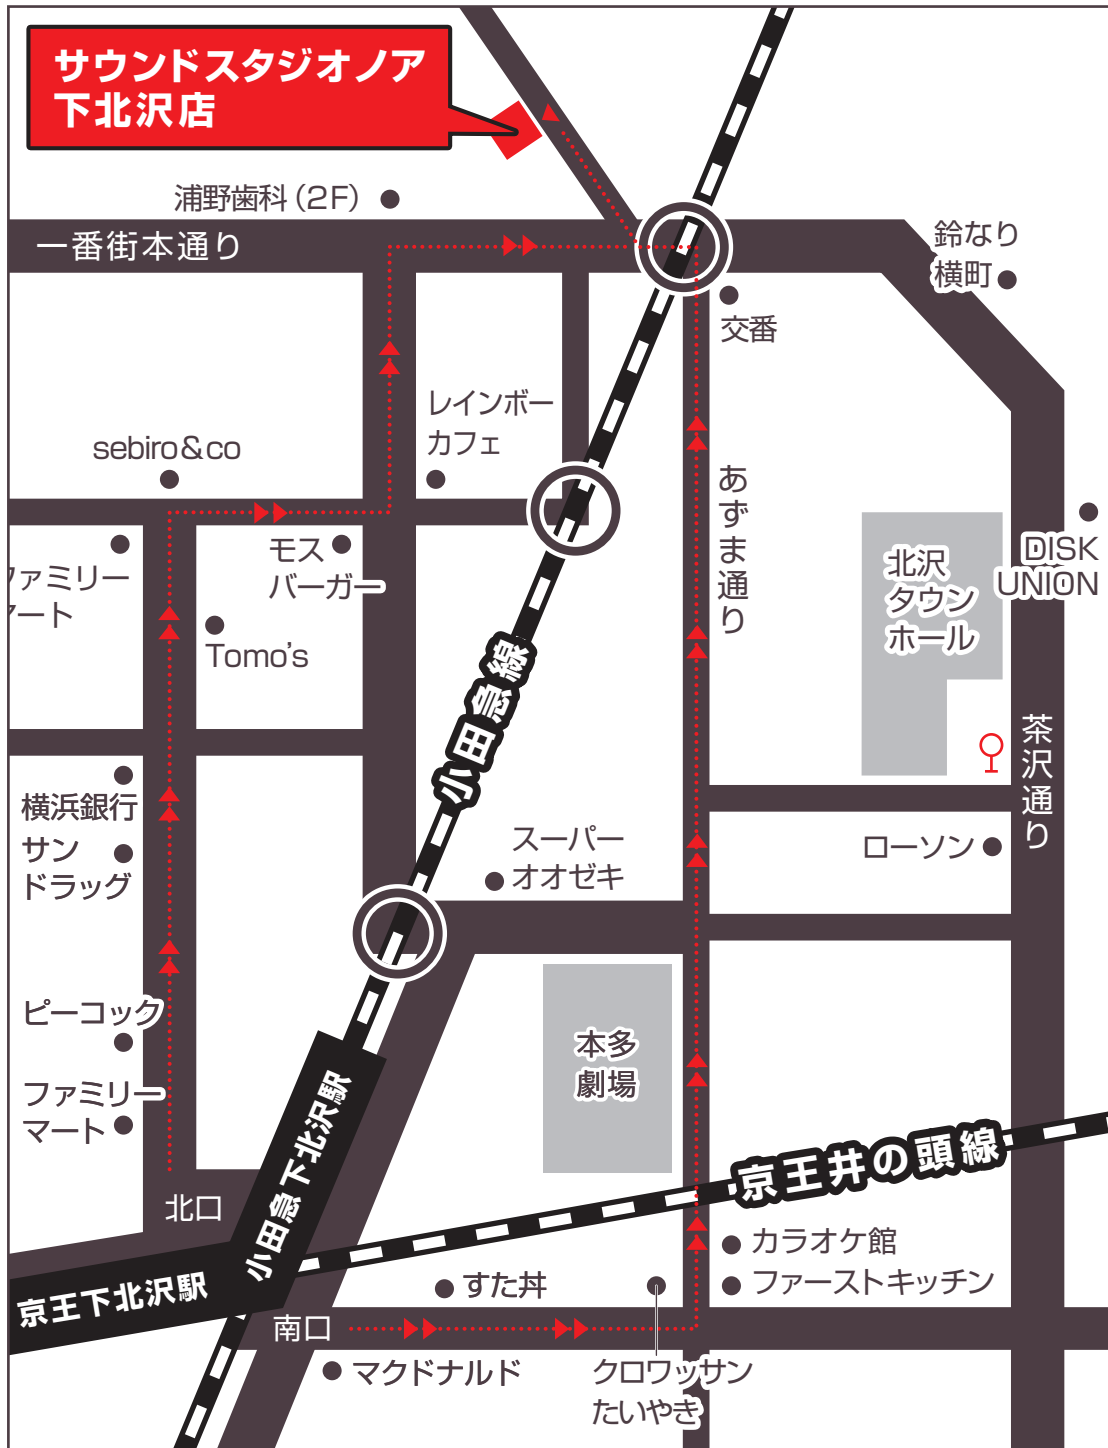 サウンドスタジオノア
下北沢店
浦野歯科（2F）
一番街本通り
鈴なり
横町
交番
レインボー
カフェ
sebiro&co
あずま通り
モス
バーガー
ファミリー
マート
Tomo's
北沢
タウン
ホール
DISK
UNION
小田急線
茶沢通り
横浜銀行
サン
ドラッグ
スーパー
オオゼキ
ローソン
ピーコック
ファミリー
マート
本多
劇場
小田急下北沢駅
京王井の頭線
北口
カラオケ館
ファーストキッチン
京王下北沢駅
すた丼
南口
マクドナルド
クロワッサン
たいやき